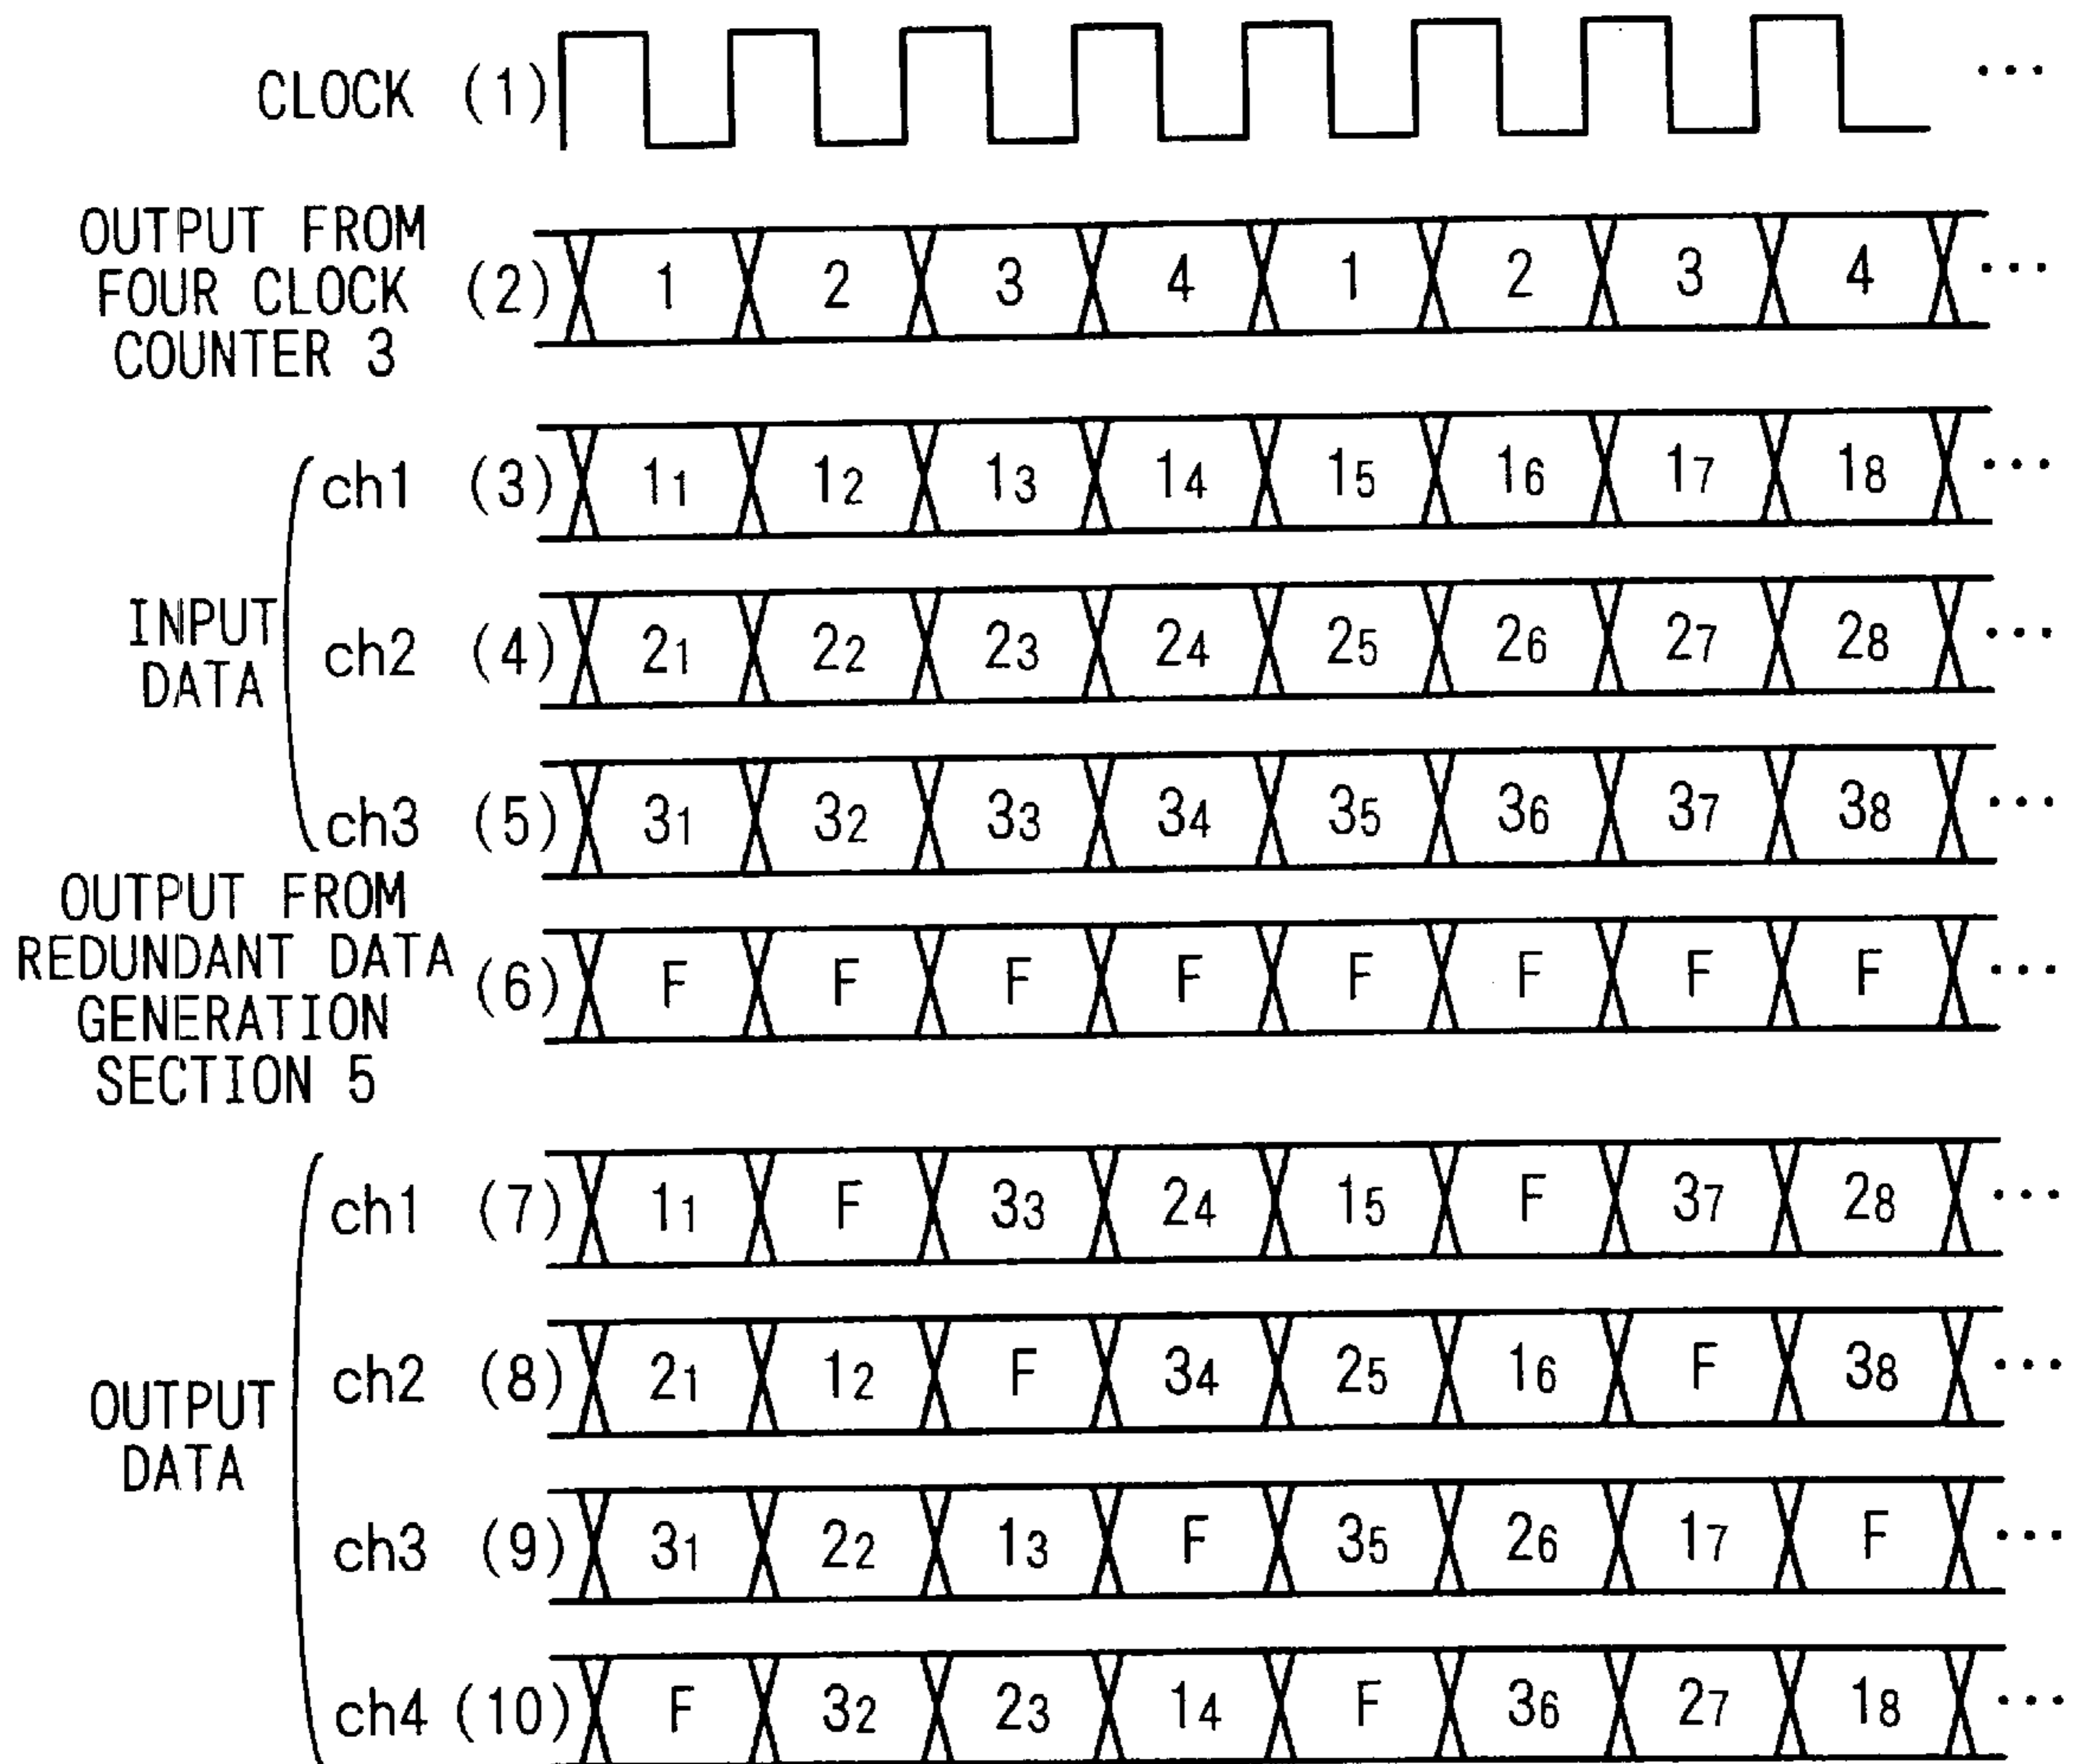 CLOCK (1) ...
OUTPUT FROM
FOUR CLOCK
COUNTER 3
(2) 1 2 3 4 1 2 3 4 ...
INPUT
DATA
ch1 (3) 11 12 13 14 15 16 17 18 ...
ch2 (4) 21 22 23 24 25 26 27 28 ...
ch3 (5) 31 32 33 34 35 36 37 38 ...
OUTPUT FROM
REDUNDANT DATA
GENERATION
SECTION 5
(6) F F F F F F F F ...
OUTPUT
DATA
ch1 (7) 11 F 33 24 15 F 37 28 ...
ch2 (8) 21 12 F 34 25 16 F 38 ...
ch3 (9) 31 22 13 F 35 26 17 F ...
ch4 (10) F 32 23 14 F 36 27 18 ...